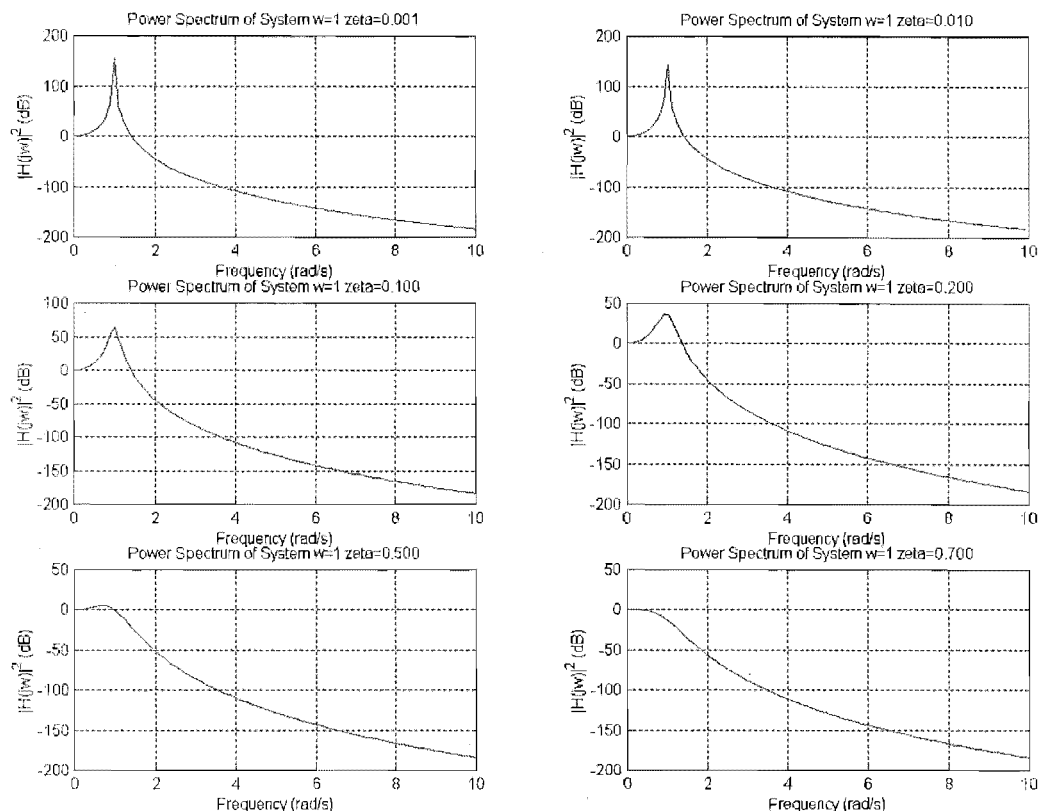 Power Spectrum of System w=1 zeta=0.001
200
100
0
-100
-200
|H(jw)|² (dB)
0 2 4 6 8 10
Frequency (rad/s)
Power Spectrum of System w=1 zeta=0.010
200
100
0
-100
-200
|H(jw)|² (dB)
0 2 4 6 8 10
Frequency (rad/s)
Power Spectrum of System w=1 zeta=0.100
100
50
0
-50
-100
-150
-200
|H(jw)|² (dB)
0 2 4 6 8 10
Frequency (rad/s)
Power Spectrum of System w=1 zeta=0.200
50
0
-50
-100
-150
-200
|H(jw)|² (dB)
0 2 4 6 8 10
Frequency (rad/s)
Power Spectrum of System w=1 zeta=0.500
50
0
-50
-100
-150
-200
|H(jw)|² (dB)
0 2 4 6 8 10
Frequency (rad/s)
Power Spectrum of System w=1 zeta=0.700
50
0
-50
-100
-150
-200
|H(jw)|² (dB)
0 2 4 6 8 10
Frequency (rad/s)